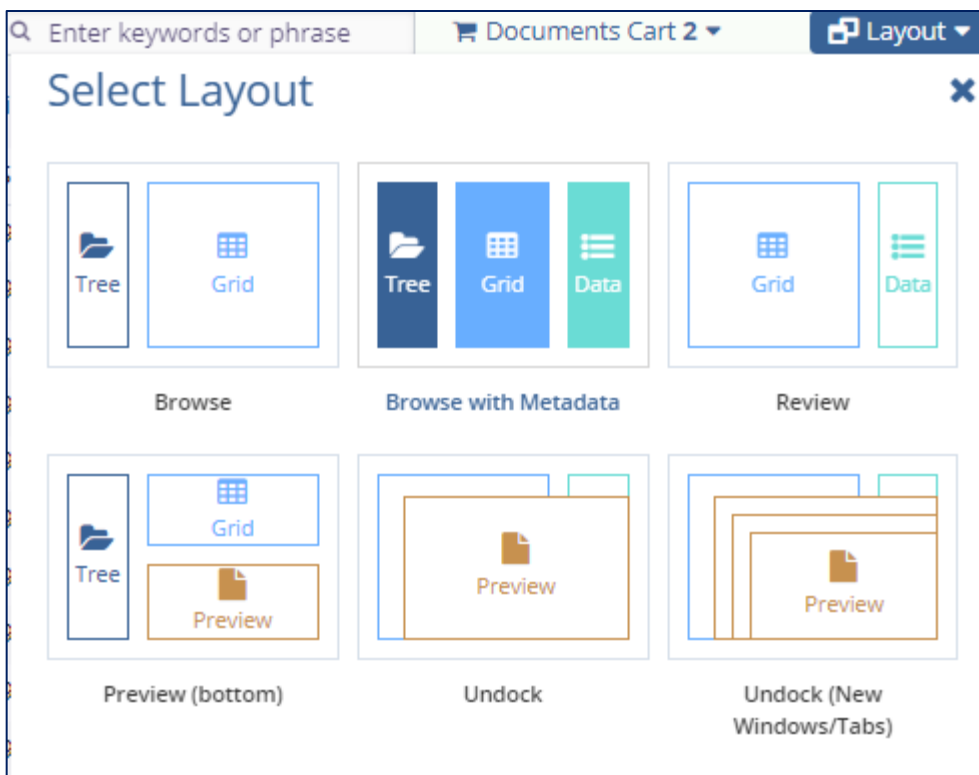 Enter keywords or phrase
Documents Cart 2
Layout
Select Layout
Tree
Grid
Browse
Tree
Grid
Data
Browse with Metadata
Grid
Data
Review
Tree
Grid
Preview
Preview (bottom)
Preview
Undock
Preview
Undock (New
Windows/Tabs)